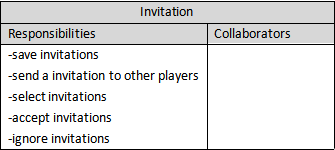 Invitation
Responsibilities Collaborators
-save invitations
-send a invitation to other players
-select invitations
-accept invitations
-ignore invitations